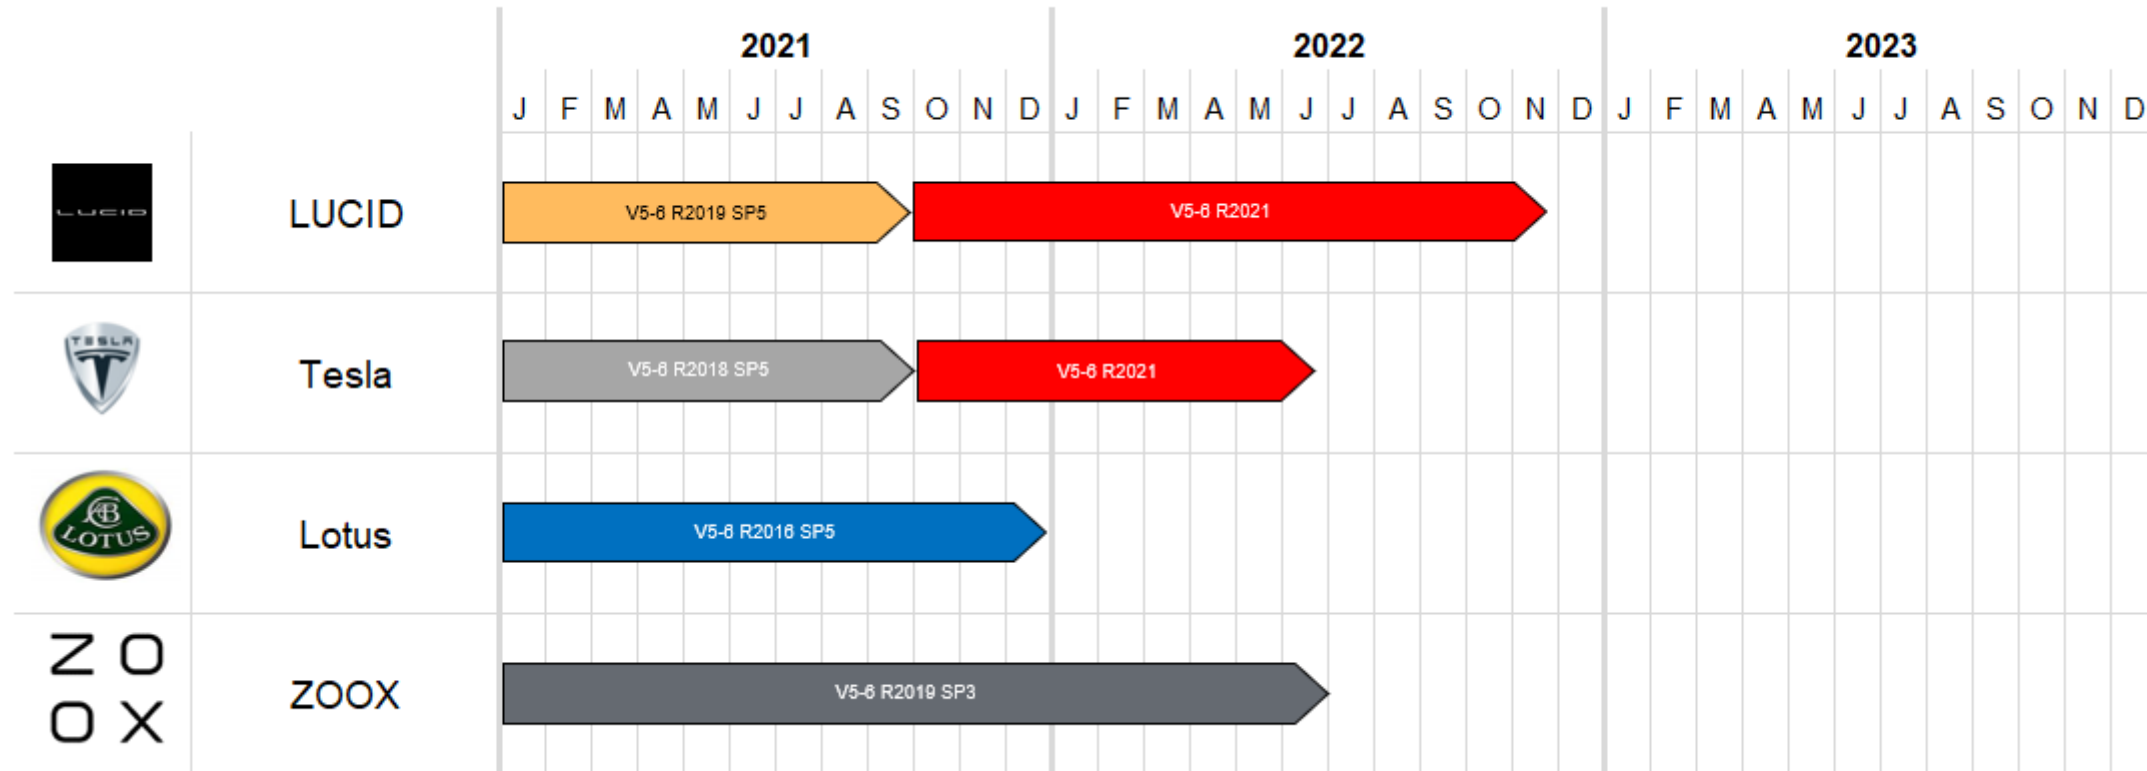 2021 2022 2023
J F M A M J J A S O N D J F M A M J J A S O N D J F M A M J J A S O N D
LUCID LUCID V5-6 R2019 SP5 V5-6 R2021
TESLA Tesla V5-6 R2018 SP5 V5-6 R2021
LOTUS Lotus V5-6 R2016 SP5
Z O
O X
ZOOX V5-6 R2019 SP3